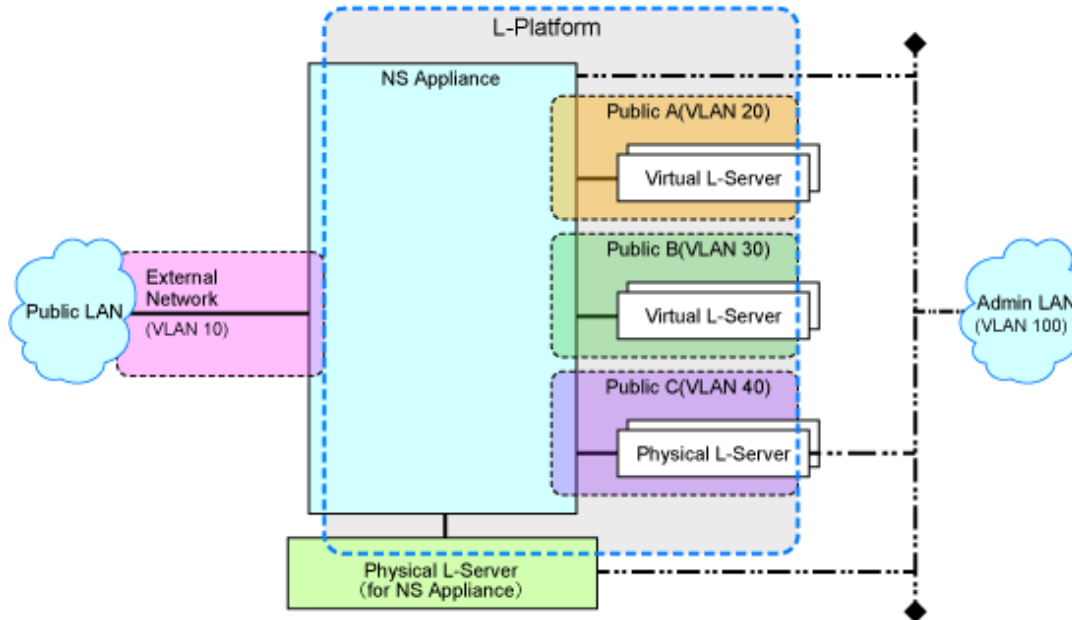 L-Platform
NS Appliance
Public A(VLAN 20)
Virtual L-Server
Public B(VLAN 30)
Virtual L-Server
External
Network
(VLAN 10)
Public LAN
Admin LAN
(VLAN 100)
Public C(VLAN 40)
Physical L-Server
Physical L-Server
(for NS Appliance)